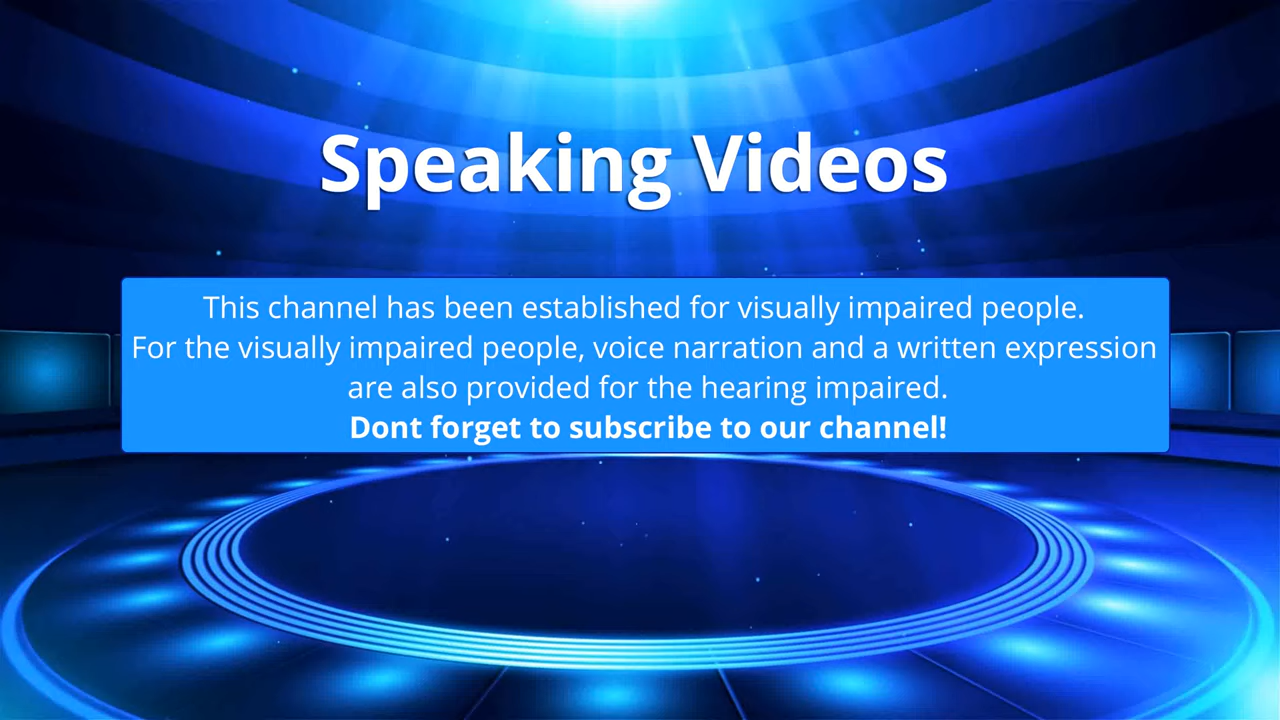 Speaking Videos
This channel has been established for visually impaired people.
For the visually impaired people, voice narration and a written expression
are also provided for the hearing impaired.
Dont forget to subscribe to our channel!